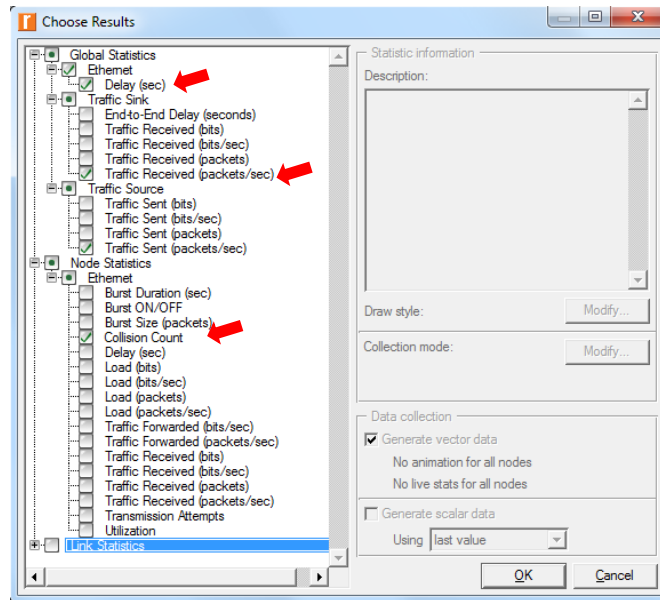 Choose Results
Global Statistics
Ethernet
Delay (sec)
Traffic Sink
End-to-End Delay (seconds)
Traffic Received (bits)
Traffic Received (bits/sec)
Traffic Received (packets)
Traffic Received (packets/sec)
Traffic Source
Traffic Sent (bits)
Traffic Sent (bits/sec)
Traffic Sent (packets)
Traffic Sent (packets/sec)
Node Statistics
Ethernet
Burst Duration (sec)
Burst ON/OFF
Burst Size (packets)
Collision Count
Delay (sec)
Load (bits)
Load (bits/sec)
Load (packets)
Load (packets/sec)
Traffic Forwarded (bits/sec)
Traffic Forwarded (packets/sec)
Traffic Received (bits)
Traffic Received (bits/sec)
Traffic Received (packets)
Traffic Received (packets/sec)
Transmission Attempts
Utilization
Link Statistics
Statistic information
Description:
Draw style:
Modify...
Collection mode:
Modify...
Data collection
Generate vector data
No animation for all nodes
No live stats for all nodes
Generate scalar data
Using last value
OK Cancel